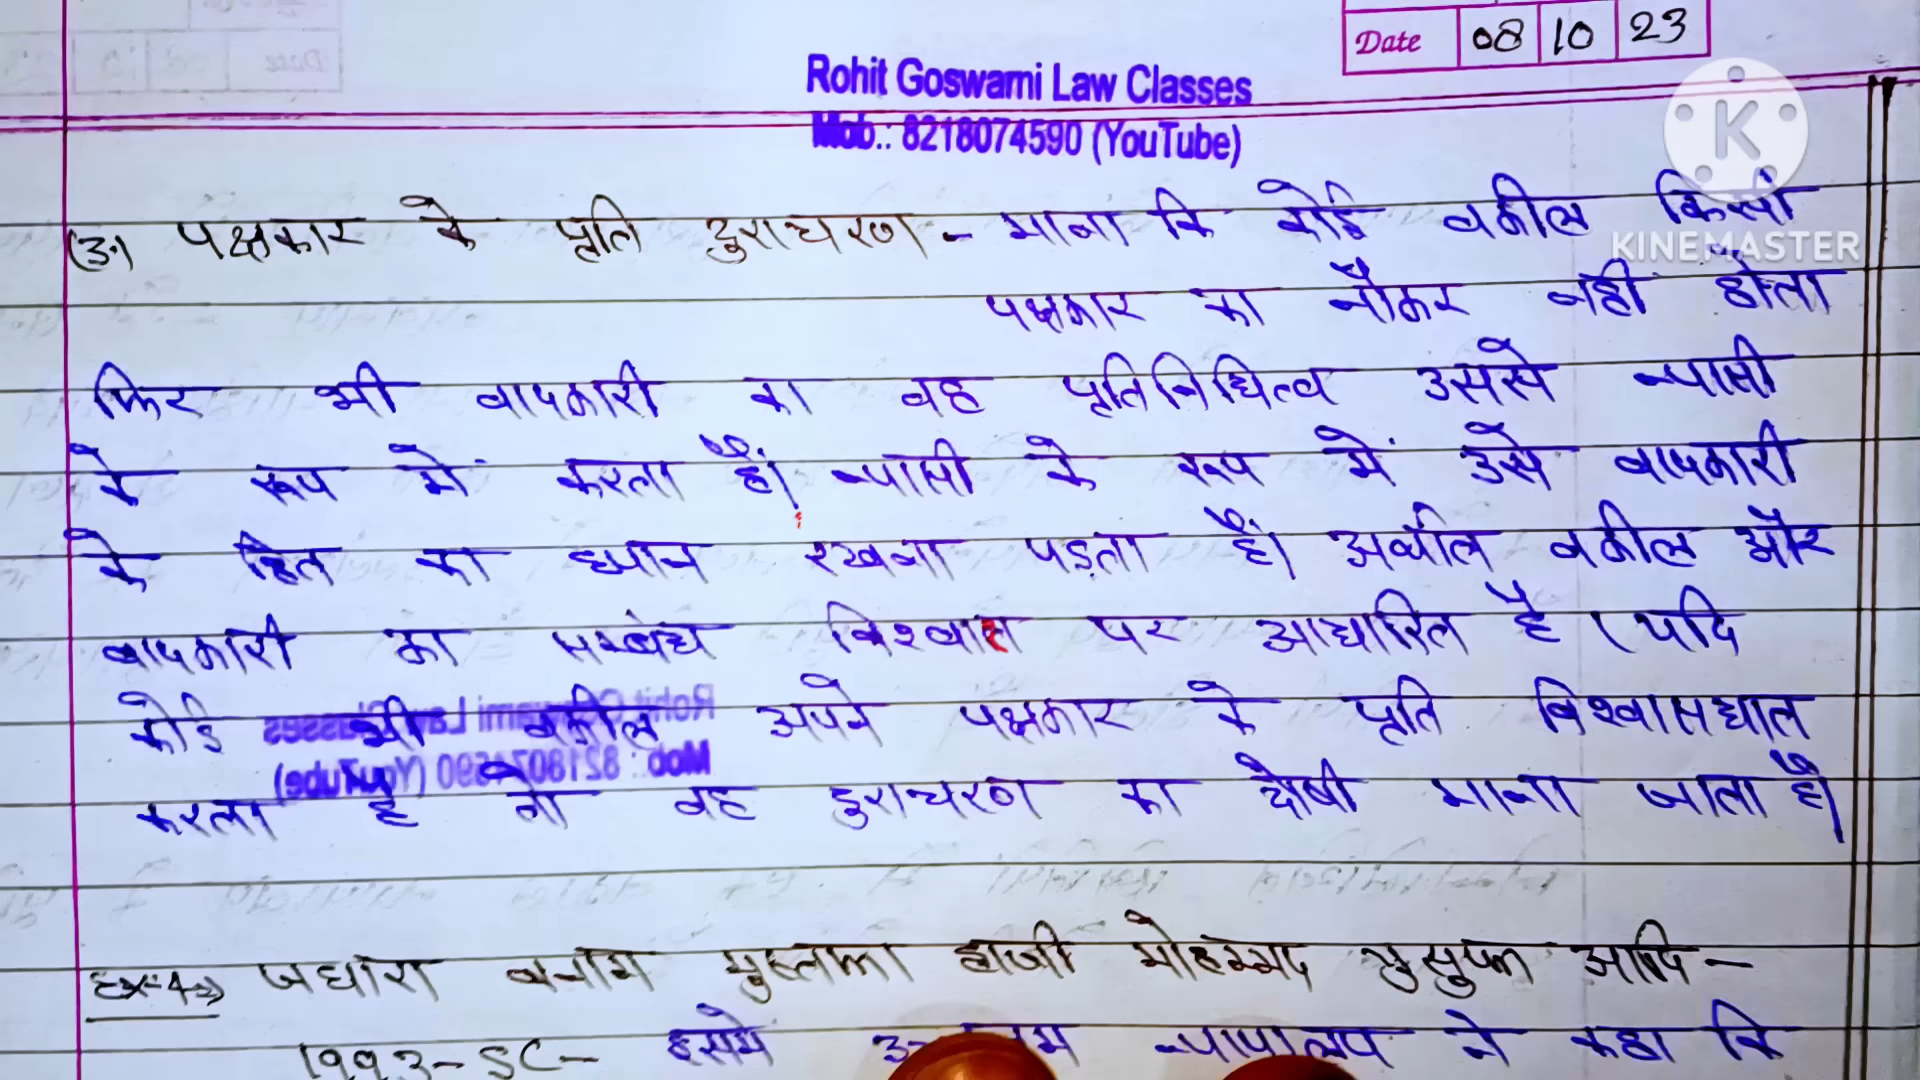 Date 08 10 23
Rohit Goswami Law Classes
Mob.: 8218074590 (YouTube)
K
KINEMASTER
(3) पक्षकार के प्रति दुराचरण - माना कि कोई वकील किसी
पक्षकार का नौकर नहीं होता
फिर भी वादकारी का वह प्रतिनिधित्व उससे न्यासी
के रूप में करता है। न्यासी के रूप में उसे वादकारी
के हित का ध्यान रखना पड़ता है। अर्थात वकील और
वादकारी का सम्बंध विश्वास पर आधारित है। यदि
कोई भी वकील अपने पक्षकार के प्रति विश्वासघात
करता है तो वह दुराचरण का दोषी माना जाता है।
Ex-4→ जधारा बनाम मुस्तफा हाजी मोहम्मद युसुफ आदि -
1993 - SC - इसमे न्यायालय ने कहा कि